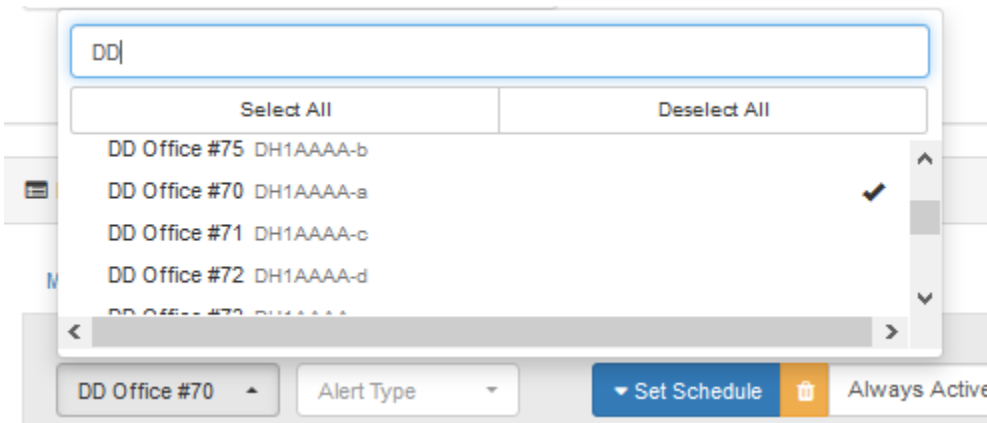 DD
Select All Deselect All
DD Office #75 DH1AAAA-b
DD Office #70 DH1AAAA-a
DD Office #71 DH1AAAA-c
DD Office #72 DH1AAAA-d
DD Office #70 Alert Type Set Schedule Always Active